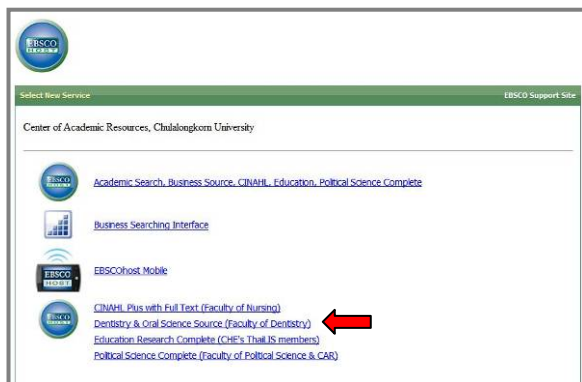 EBSCO
HOST
Select New Service
EBSCO Support Site
Center of Academic Resources, Chulalongkorn University
EBSCO
HOST
Academic Search, Business Source, CINAHL, Education, Political Science Complete
Business Searching Interface
EBSCO
HOST
EBSCOhost Mobile
EBSCO
HOST
CINAHL Plus with Full Text (Faculty of Nursing)
Dentistry & Oral Science Source (Faculty of Dentistry)
Education Research Complete (CHE's ThaiLIS members)
Political Science Complete (Faculty of Political Science & CAR)